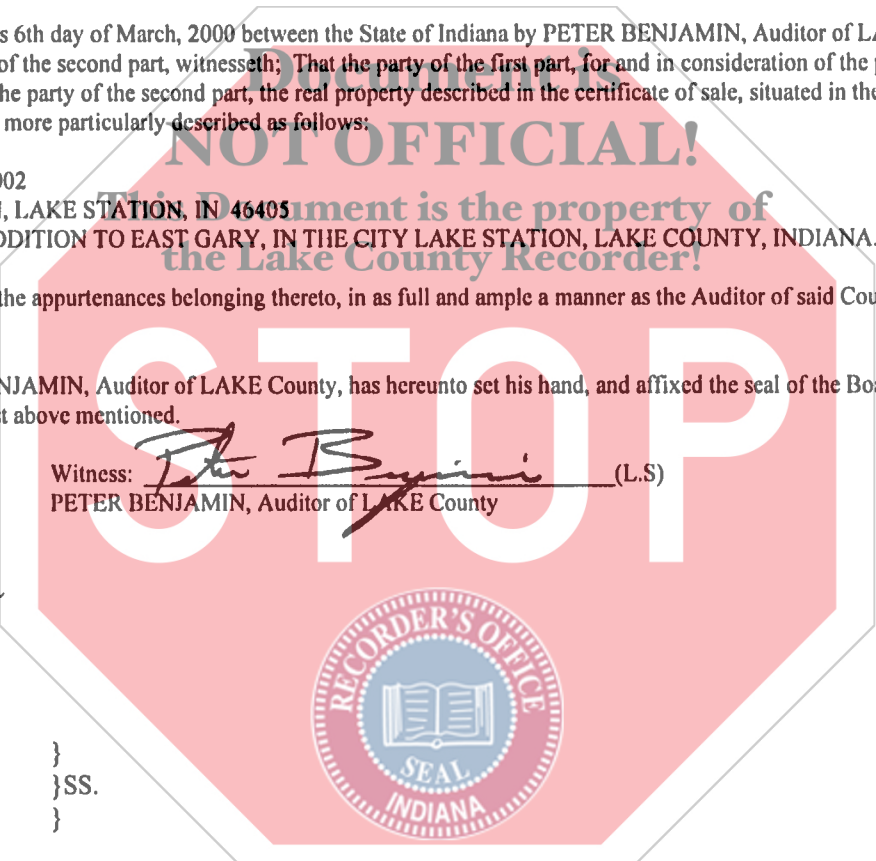 s 6th day of March, 2000 between the State of Indiana by PETER BENJAMIN, Auditor of LA
of the second part, witnesseth; That the party of the first part, for and in consideration of the p
he party of the second part, the real property described in the certificate of sale, situated in the
more particularly described as follows:
Document is
NOT OFFICIAL!
This Document is the property of
the Lake County Recorder!
002
, LAKE STATION, IN 46405
DDITION TO EAST GARY, IN THE CITY LAKE STATION, LAKE COUNTY, INDIANA.
the appurtenances belonging thereto, in as full and ample a manner as the Auditor of said Cou
STOP
NJAMIN, Auditor of LAKE County, has hereunto set his hand, and affixed the seal of the Boa
t above mentioned.
Witness: Peter Benjamin (L.S)
PETER BENJAMIN, Auditor of LAKE County
RECORDER'S OFFICE
SEAL
INDIANA
}
}SS.
}